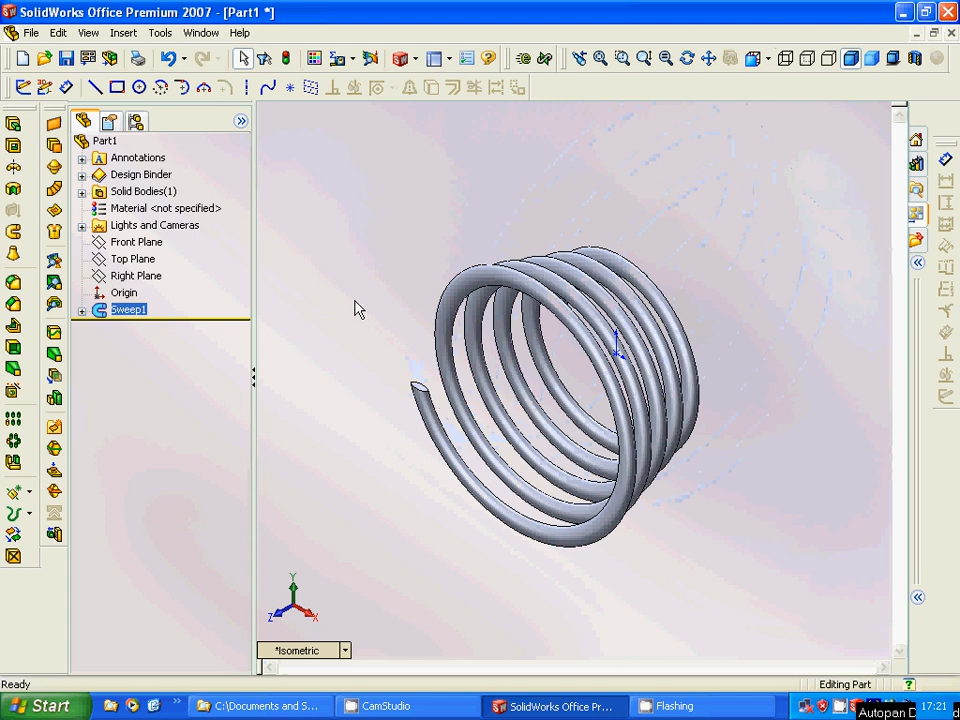 SolidWorks Office Premium 2007 - [Part1 *]
File Edit View Insert Tools Window Help
Part1
A Annotations
Design Binder
Solid Bodies(1)
Material <not specified>
Lights and Cameras
Front Plane
Top Plane
Right Plane
Origin
Sweep1
Y
Z X
*Isometric
Ready Editing Part ?
Start » C:\Documents and S... CamStudio SolidWorks Office Pr... Flashing 17:21
Autopan D